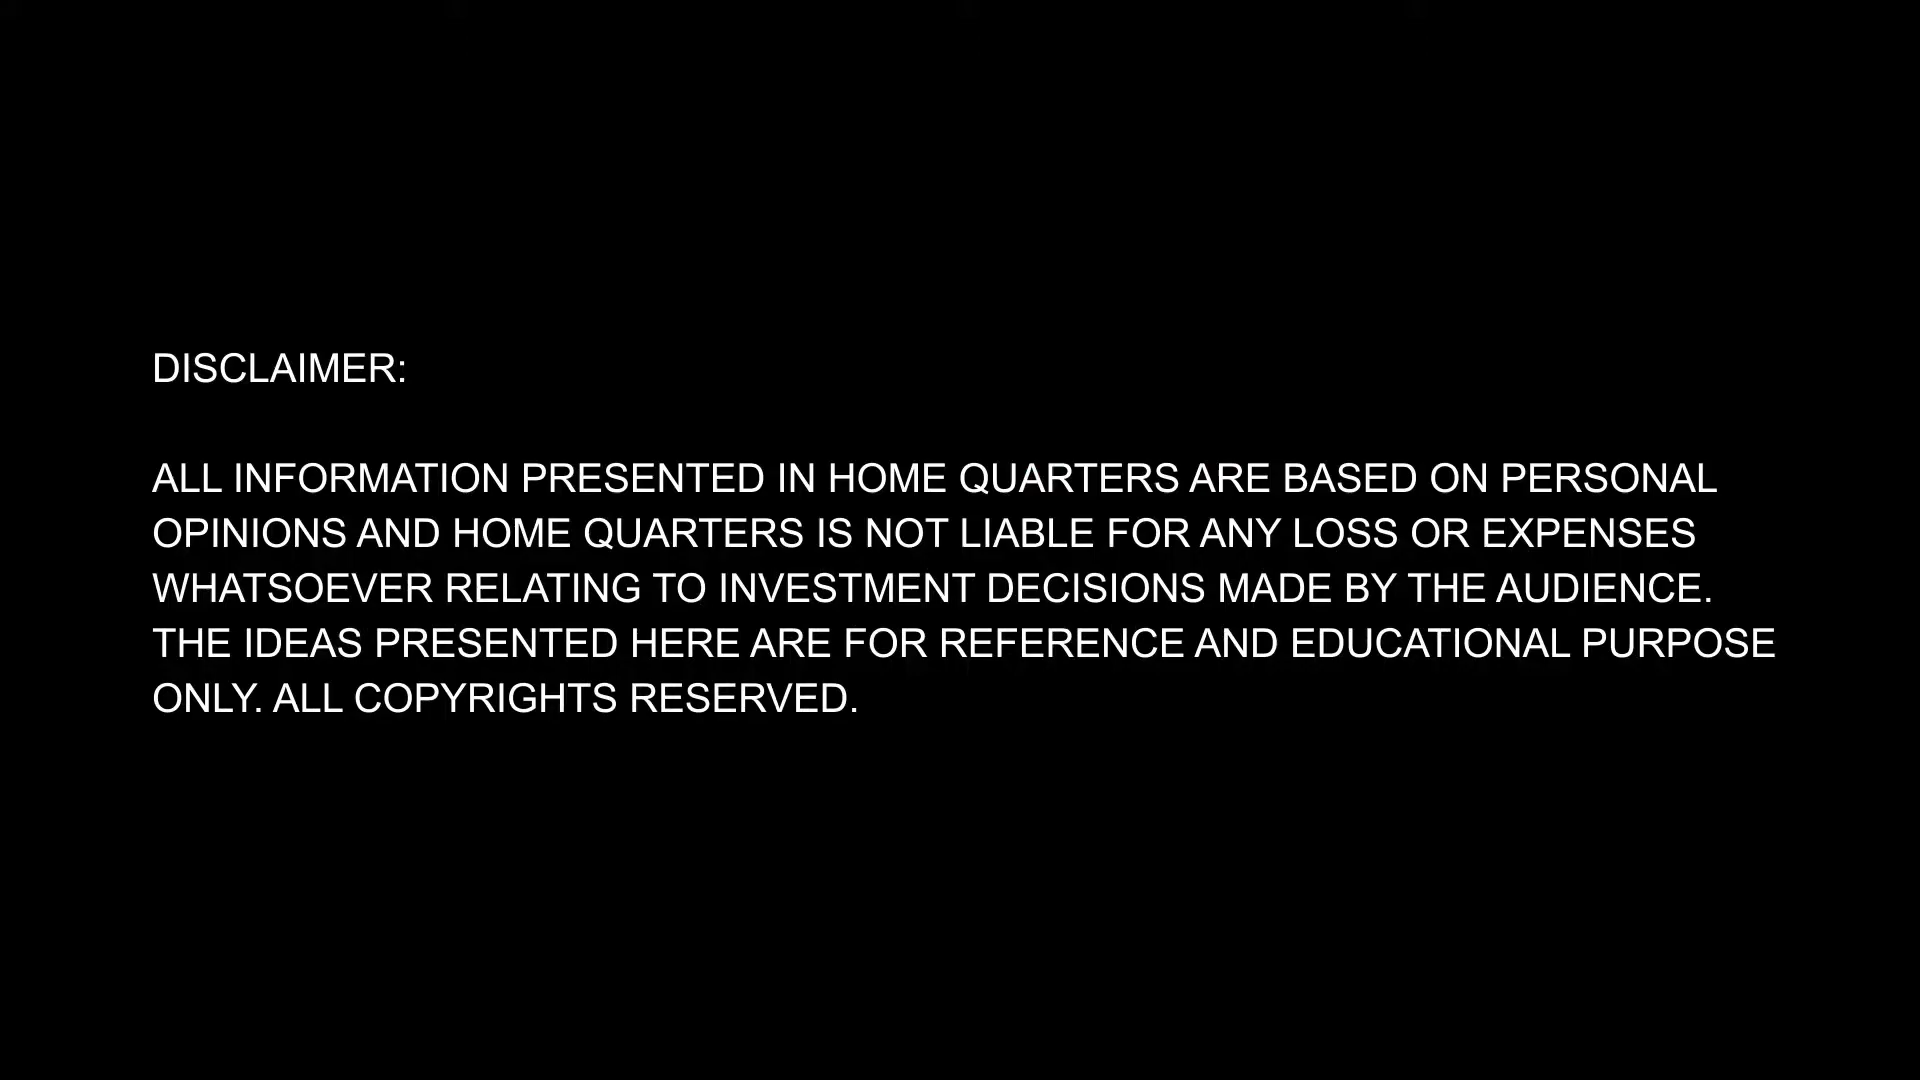 DISCLAIMER:
ALL INFORMATION PRESENTED IN HOME QUARTERS ARE BASED ON PERSONAL
OPINIONS AND HOME QUARTERS IS NOT LIABLE FOR ANY LOSS OR EXPENSES
WHATSOEVER RELATING TO INVESTMENT DECISIONS MADE BY THE AUDIENCE.
THE IDEAS PRESENTED HERE ARE FOR REFERENCE AND EDUCATIONAL PURPOSE
ONLY. ALL COPYRIGHTS RESERVED.